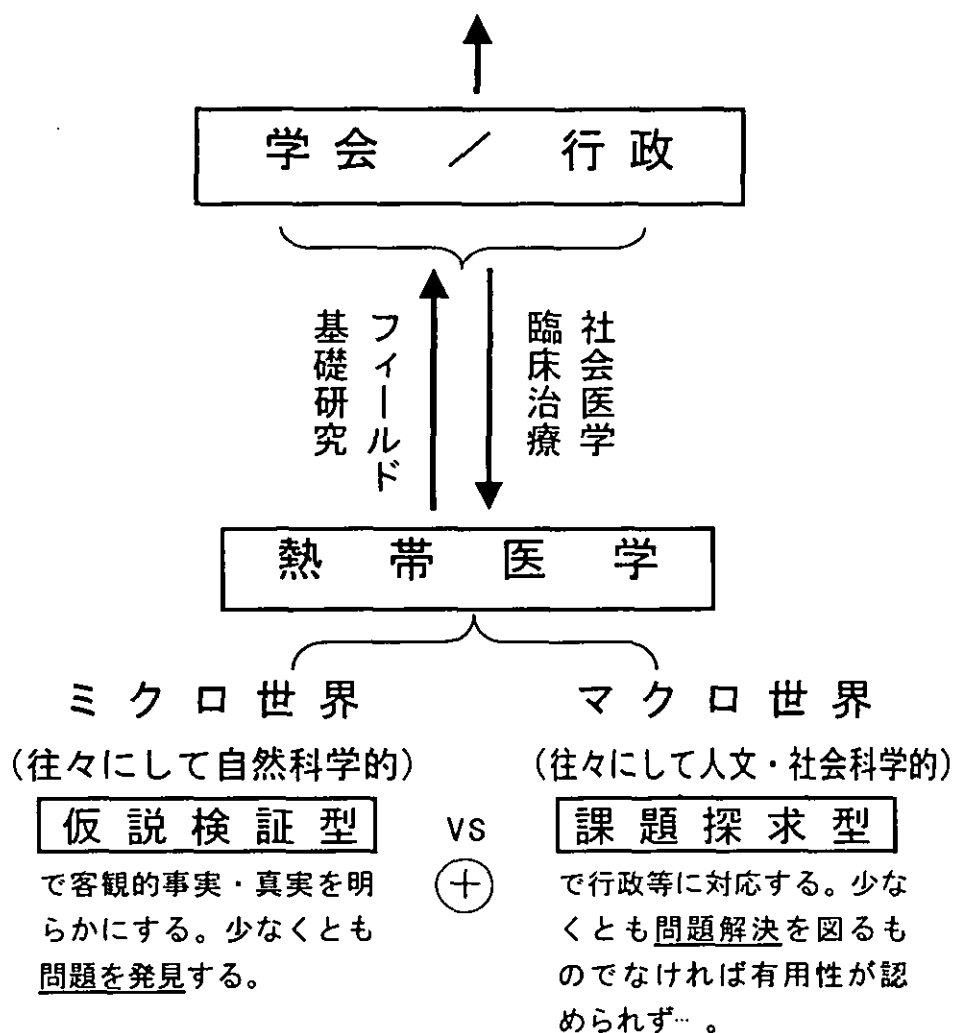 学会 ／ 行政
フィールド
基礎研究
社会医学
臨床治療
熱帯医学
ミクロ世界
(往々にして自然科学的)
仮説検証型
で客観的事実・真実を明
らかにする。少なくとも
問題を発見する。
vs
＋
マクロ世界
(往々にして人文・社会科学的)
課題探求型
で行政等に対応する。少な
くとも問題解決を図るも
のでなければ有用性が認
められず…。